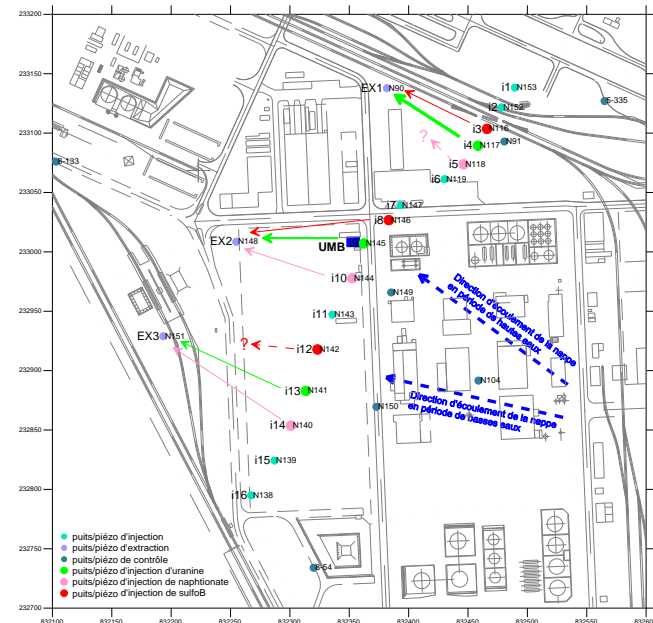 233200
233150
233100
233050
233000
232950
232900
232850
232800
232750
232700
EX1 N90
i1 N153
i2 N152
6-335
i3 N116
i4 N117
N91
?
i5 N118
i6 N119
6-133
i7 N147
i8 N146
EX2 N148
UMB N145
i10 N144
N149
Direction d'écoulement de la nappe
en période de hautes eaux
i11 N143
EX3 N151
?
i12 N142
i13 N141
N104
N150
Direction d'écoulement de la nappe
en période de basses eaux
i14 N140
i15 N139
i16 N138
8-54
puits/piézo d'injection
puits/piézo d'extraction
puits/piézo de contrôle
puits/piézo d'injection d'uranine
puits/piézo d'injection de naphtionate
puits/piézo d'injection de sulfoB
832100 832150 832200 832250 832300 832350 832400 832450 832500 832550 832600